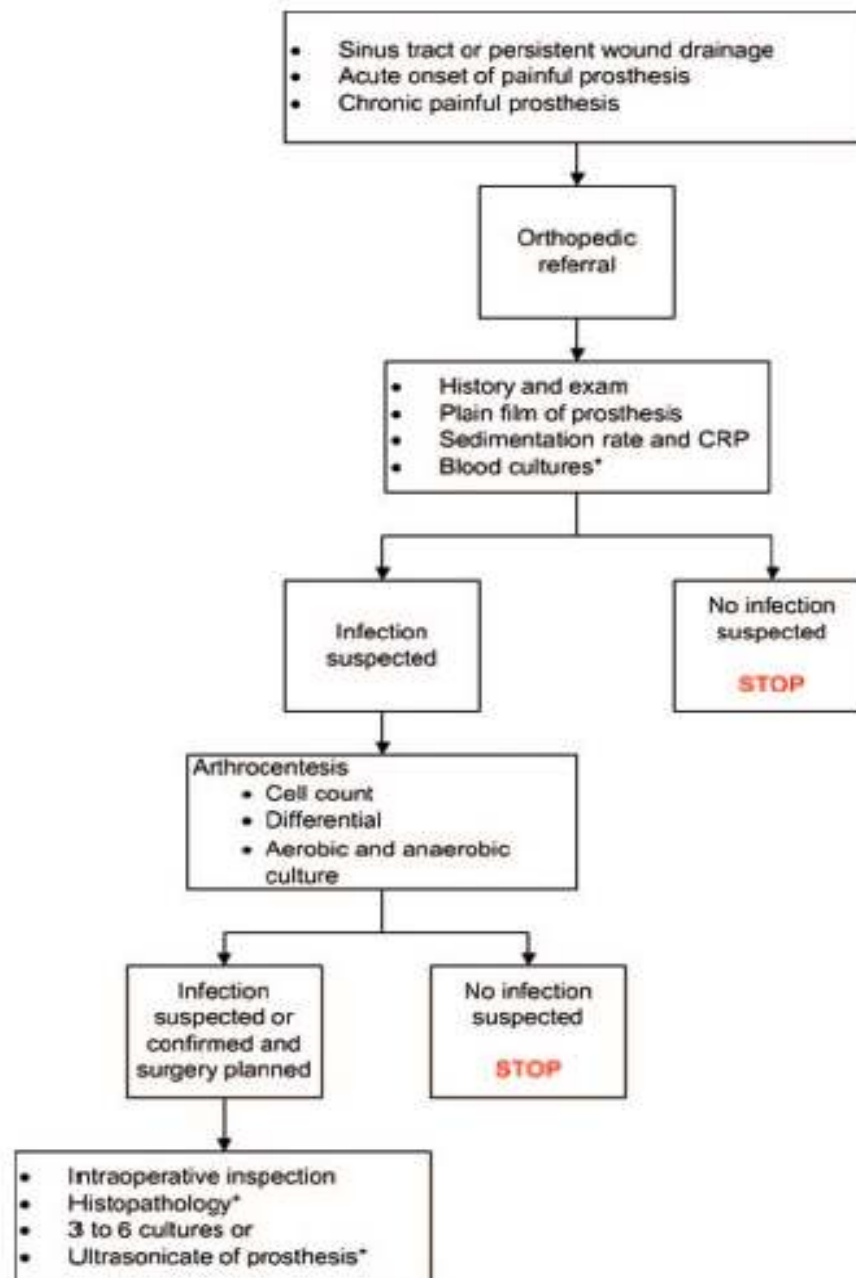 • Sinus tract or persistent wound drainage
• Acute onset of painful prosthesis
• Chronic painful prosthesis
Orthopedic
referral
• History and exam
• Plain film of prosthesis
• Sedimentation rate and CRP
• Blood cultures*
Infection
suspected
No infection
suspected
STOP
Arthrocentesis
• Cell count
• Differential
• Aerobic and anaerobic
culture
Infection
suspected or
confirmed and
surgery planned
No infection
suspected
STOP
• Intraoperative inspection
• Histopathology*
• 3 to 6 cultures or
• Ultrasonicate of prosthesis*